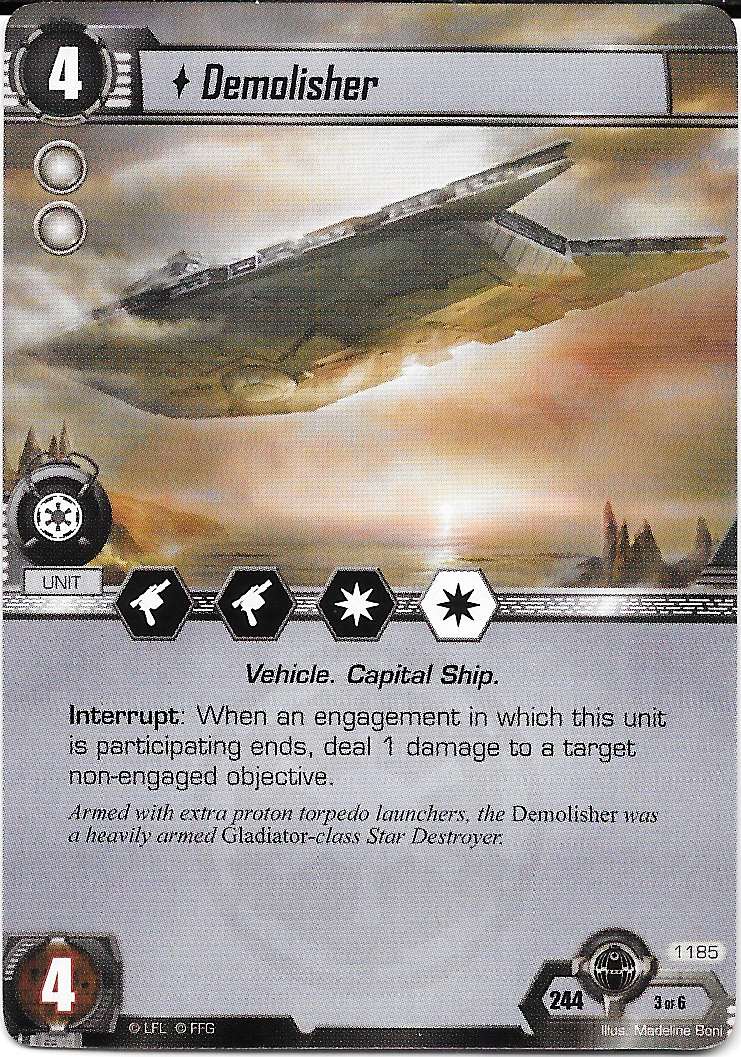 4
Demolisher
UNIT
Vehicle. Capital Ship.
Interrupt: When an engagement in which this unit
is participating ends, deal 1 damage to a target
non-engaged objective.
Armed with extra proton torpedo launchers, the Demolisher was
a heavily armed Gladiator-class Star Destroyer.
4
1185
244
3 OF 6
© LFL © FFG
Illus. Madeline Boni